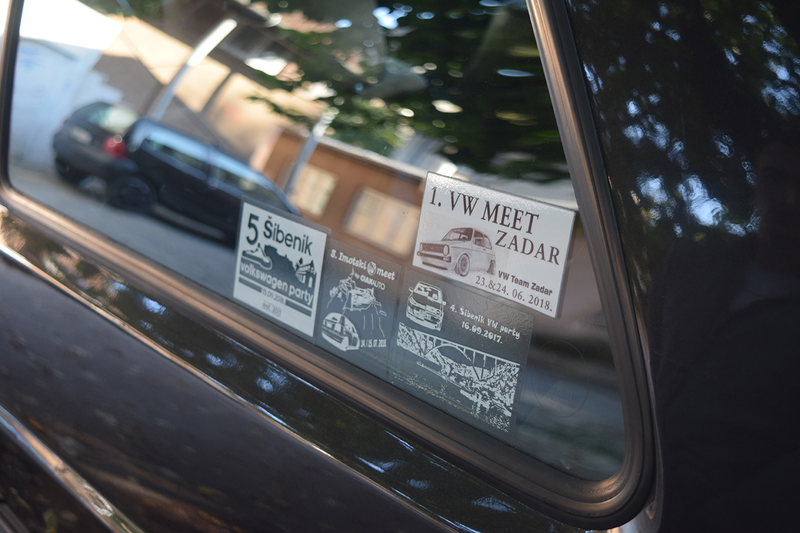 5 Šibenik
volkswagen party
3. Imotski meet
1. VW MEET
ZADAR
VW Team Zadar
23.&24. 06. 2018.
4. Šibenik VW party
16.09.2017.